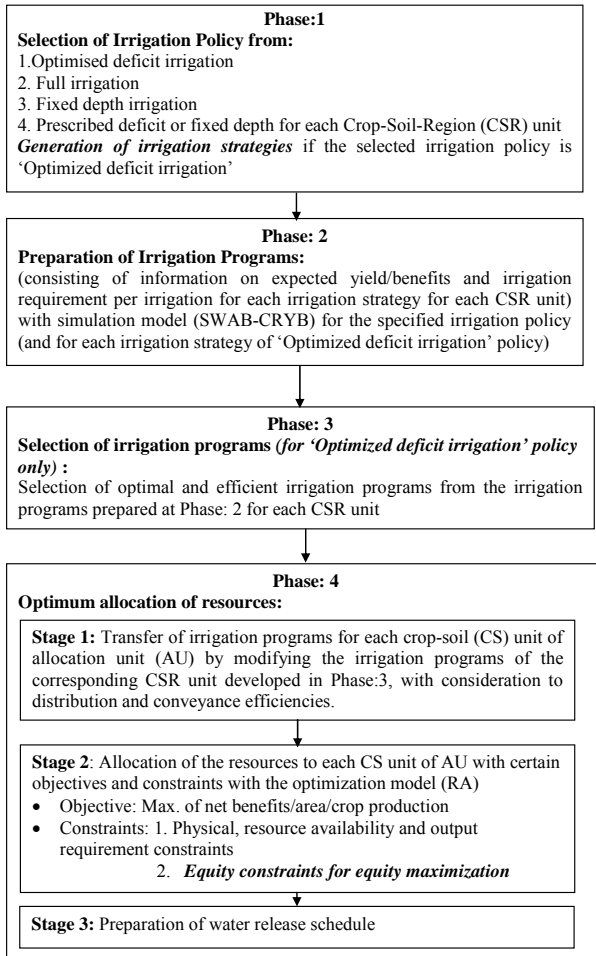 Phase:1
Selection of Irrigation Policy from:
1.Optimised deficit irrigation
2. Full irrigation
3. Fixed depth irrigation
4. Prescribed deficit or fixed depth for each Crop-Soil-Region (CSR) unit
Generation of irrigation strategies if the selected irrigation policy is
‘Optimized deficit irrigation’
Phase: 2
Preparation of Irrigation Programs:
(consisting of information on expected yield/benefits and irrigation
requirement per irrigation for each irrigation strategy for each CSR unit)
with simulation model (SWAB-CRYB) for the specified irrigation policy
(and for each irrigation strategy of ‘Optimized deficit irrigation’ policy)
Phase: 3
Selection of irrigation programs (for ‘Optimized deficit irrigation’ policy
only) :
Selection of optimal and efficient irrigation programs from the irrigation
programs prepared at Phase: 2 for each CSR unit
Phase: 4
Optimum allocation of resources:
Stage 1: Transfer of irrigation programs for each crop-soil (CS) unit of
allocation unit (AU) by modifying the irrigation programs of the
corresponding CSR unit developed in Phase:3, with consideration to
distribution and conveyance efficiencies.
Stage 2: Allocation of the resources to each CS unit of AU with certain
objectives and constraints with the optimization model (RA)
• Objective: Max. of net benefits/area/crop production
• Constraints: 1. Physical, resource availability and output
requirement constraints
2. Equity constraints for equity maximization
Stage 3: Preparation of water release schedule